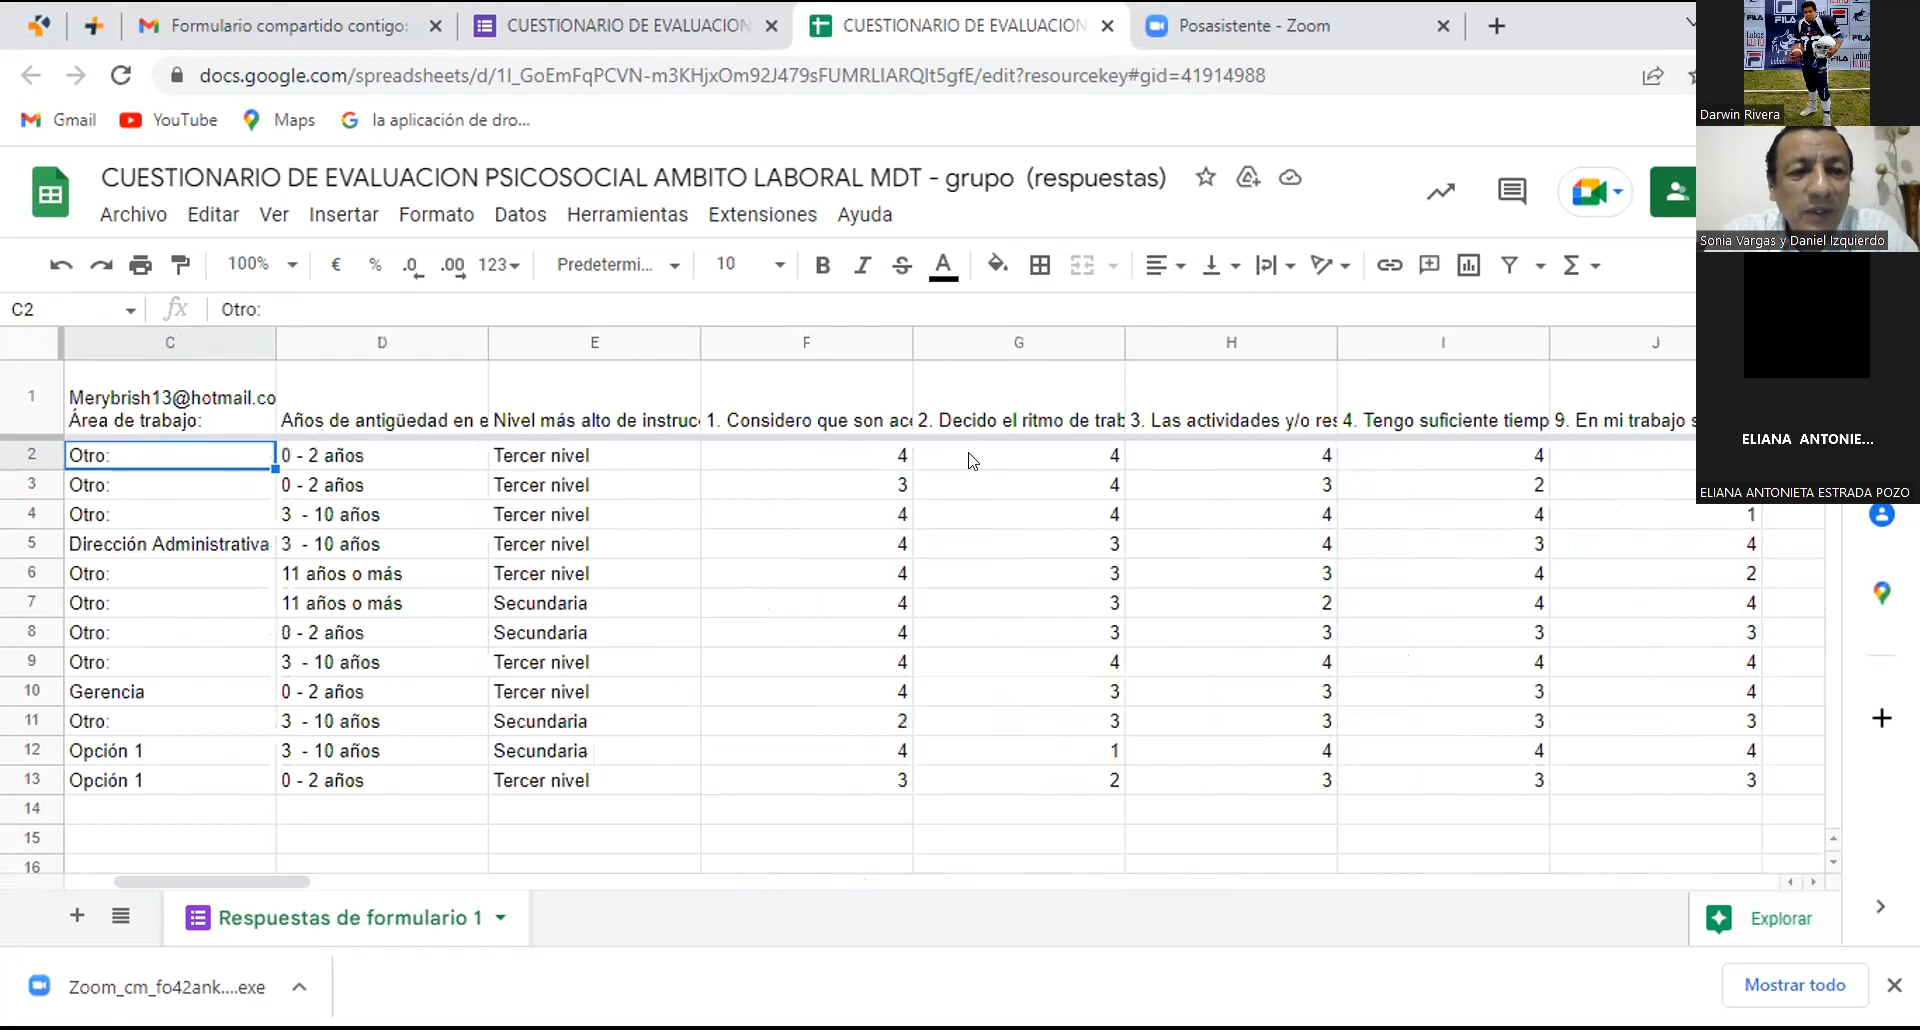 Formulario compartido contigo:
CUESTIONARIO DE EVALUACION
CUESTIONARIO DE EVALUACION
Posasistente - Zoom
docs.google.com/spreadsheets/d/1I_GoEmFqPCVN-m3KHjxOm92J479sFUMRLIARQIt5gfE/edit?resourcekey#gid=41914988
Gmail YouTube Maps la aplicación de dro...
CUESTIONARIO DE EVALUACION PSICOSOCIAL AMBITO LABORAL MDT - grupo (respuestas)
Archivo Editar Ver Insertar Formato Datos Herramientas Extensiones Ayuda
100% € % .0 .00 123 Predetermi... 10 B I S A
C2 fx Otro:
C D E F G H I J
Merybrish13@hotmail.co
1 Área de trabajo: Años de antigüedad en e Nivel más alto de instruc 1. Considero que son ace 2. Decido el ritmo de trab 3. Las actividades y/o res 4. Tengo suficiente tiemp 9. En mi trabajo s
2 Otro: 0 - 2 años Tercer nivel 4 4 4 4
3 Otro: 0 - 2 años Tercer nivel 3 4 3 2
4 Otro: 3 - 10 años Tercer nivel 4 4 4 4 1
5 Dirección Administrativa 3 - 10 años Tercer nivel 4 3 4 3 4
6 Otro: 11 años o más Tercer nivel 4 3 3 4 2
7 Otro: 11 años o más Secundaria 4 3 2 4 4
8 Otro: 0 - 2 años Secundaria 4 3 3 3 3
9 Otro: 3 - 10 años Tercer nivel 4 4 4 4 4
10 Gerencia 0 - 2 años Tercer nivel 4 3 3 3 4
11 Otro: 3 - 10 años Secundaria 2 3 3 3 3
12 Opción 1 3 - 10 años Secundaria 4 1 4 4 4
13 Opción 1 0 - 2 años Tercer nivel 3 2 3 3 3
14
15
16
Respuestas de formulario 1
Explorar
Zoom_cm_fo42ank....exe
Mostrar todo
FILA
FILA
FILA
Darwin Rivera
Sonia Vargas y Daniel Izquierdo
ELIANA ANTONIE...
ELIANA ANTONIETA ESTRADA POZO